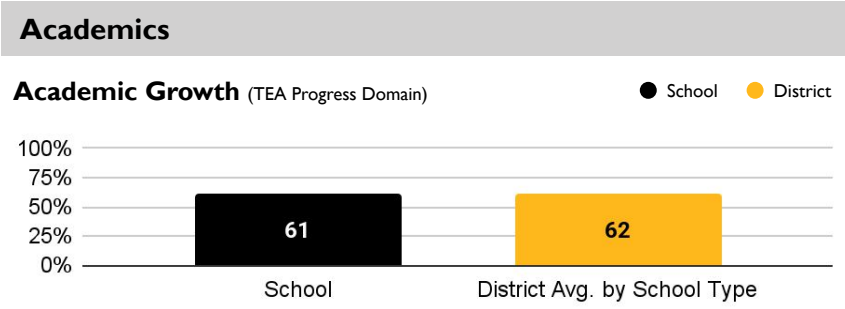 Academics
Academic Growth (TEA Progress Domain)
School
District
100%
75%
50%
25%
0%
61
62
School
District Avg. by School Type